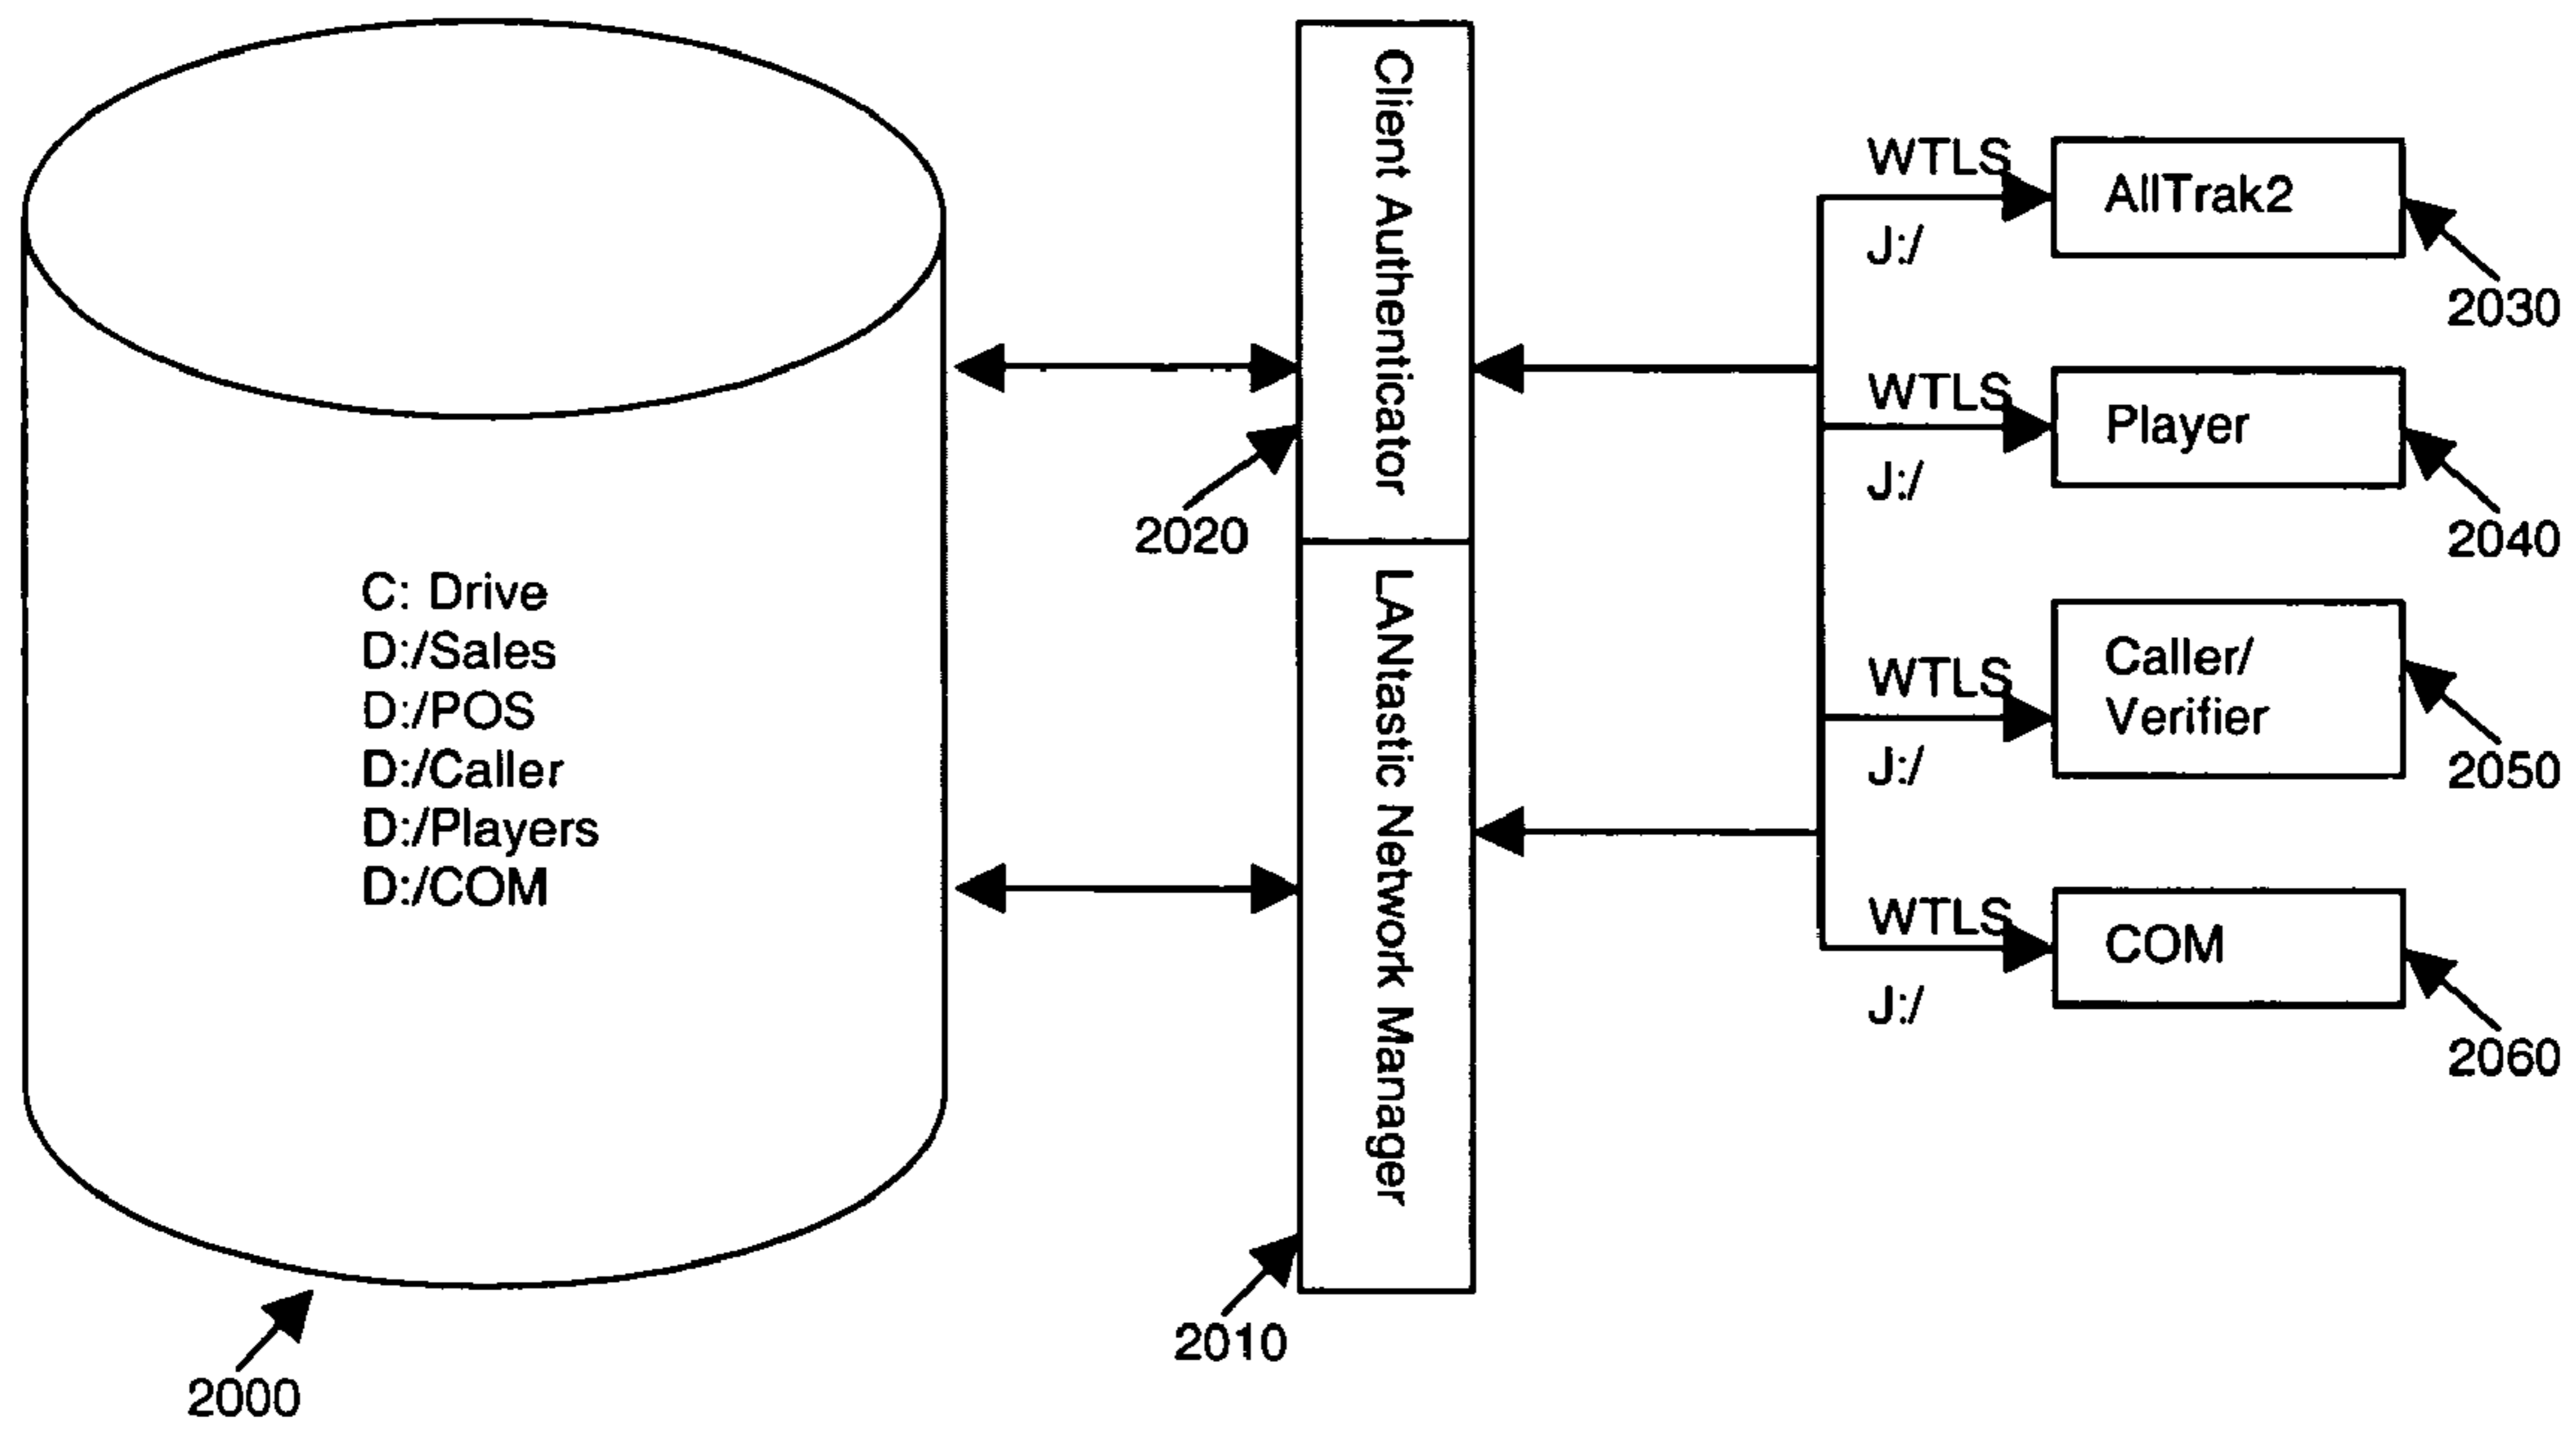 C: Drive
D:/Sales
D:/POS
D:/Caller
D:/Players
D:/COM
2000
Client Authenticator
2020
LANtastic Network Manager
2010
WTLS
J:/
AllTrak2
2030
WTLS
J:/
Player
2040
WTLS
J:/
Caller/
Verifier
2050
WTLS
J:/
COM
2060